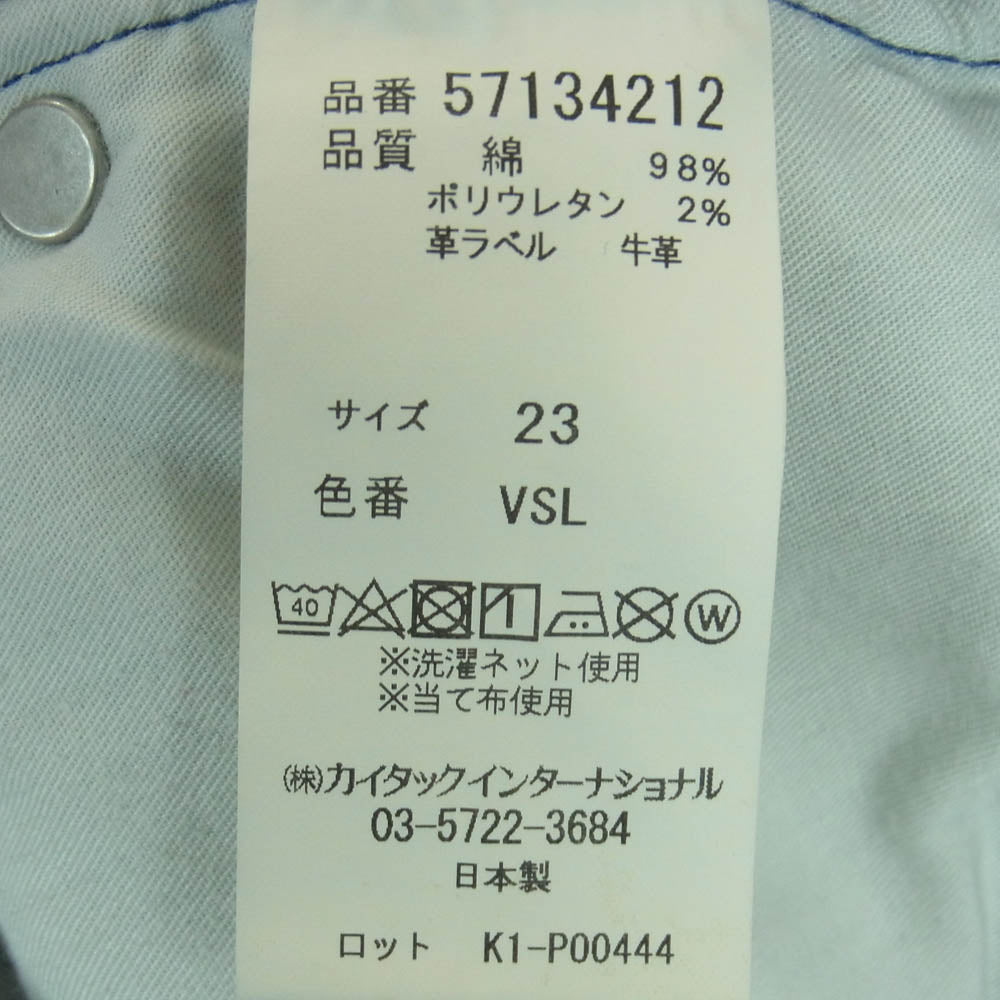 品番 57134212
品質 綿 98%
ポリウレタン 2%
革ラベル 牛革
サイズ 23
色番 VSL
40 W
※洗濯ネット使用
※当て布使用
㈱カイタックインターナショナル
03-5722-3684
日本製
ロット K1-P00444